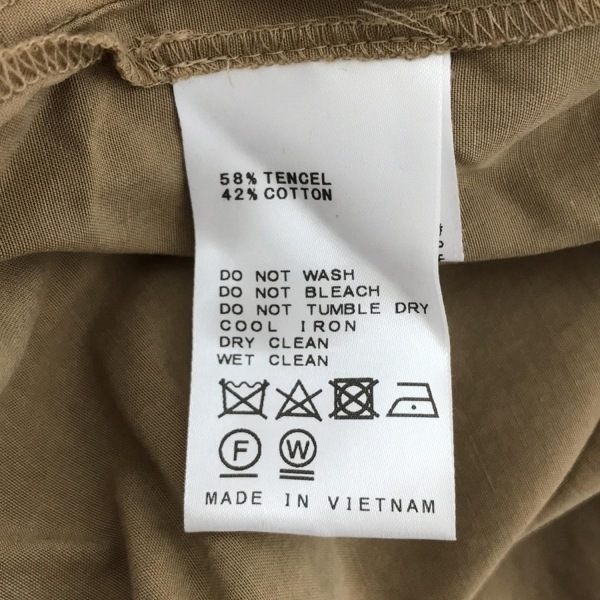 58% TENCEL
42% COTTON
DO NOT WASH
DO NOT BLEACH
DO NOT TUMBLE DRY
COOL IRON
DRY CLEAN
WET CLEAN
F W
MADE IN VIETNAM